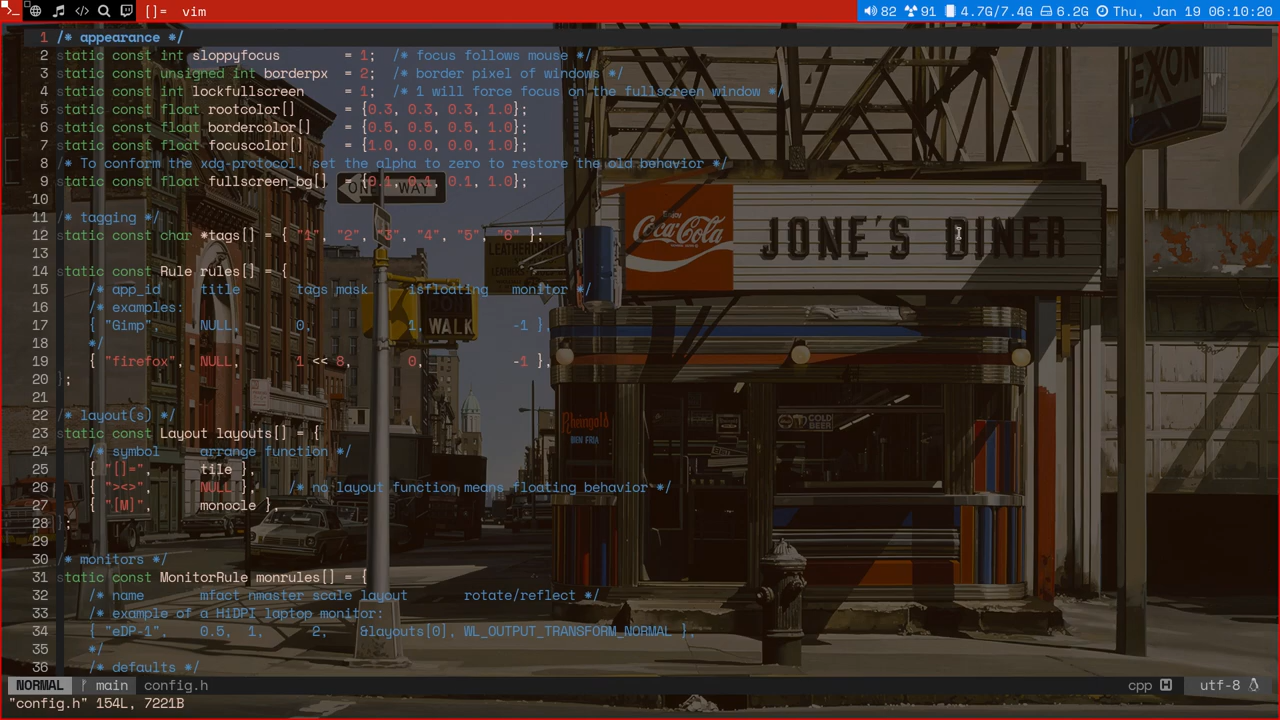 []= vim
82 91 4.7G/7.4G 6.2G Thu, Jan 19 06:10:20
1 /* appearance */
2 static const int sloppyfocus = 1; /* focus follows mouse */
3 static const unsigned int borderpx = 2; /* border pixel of windows */
4 static const int lockfullscreen = 1; /* 1 will force focus on the fullscreen window */
5 static const float rootcolor[] = {0.3, 0.3, 0.3, 1.0};
6 static const float bordercolor[] = {0.5, 0.5, 0.5, 1.0};
7 static const float focuscolor[] = {1.0, 0.0, 0.0, 1.0};
8 /* To conform the xdg-protocol, set the alpha to zero to restore the old behavior */
9 static const float fullscreen_bg[] = {0.1, 0.1, 0.1, 1.0};
10
11 /* tagging */
12 static const char *tags[] = { "1", "2", "3", "4", "5", "6" };
13
14 static const Rule rules[] = {
15 /* app_id title tags mask isfloating monitor */
16 /* examples:
17 { "Gimp", NULL, 0, 1, -1 },
18 */
19 { "firefox", NULL, 1 << 8, 0, -1 },
20 };
21
22 /* layout(s) */
23 static const Layout layouts[] = {
24 /* symbol arrange function */
25 { "[]=", tile },
26 { "><>", NULL }, /* no layout function means floating behavior */
27 { "[M]", monocle },
28 };
29
30 /* monitors */
31 static const MonitorRule monrules[] = {
32 /* name mfact nmaster scale layout rotate/reflect */
33 /* example of a HiDPI laptop monitor:
34 { "eDP-1", 0.5, 1, 2, &layouts[0], WL_OUTPUT_TRANSFORM_NORMAL },
35 */
36 /* defaults */
NORMAL main config.h cpp utf-8
"config.h" 154L, 7221B
EXXON
ONE WAY
Enjoy
Coca-Cola
JONE'S DINER
WALK
Rheingold
COLD
BEER